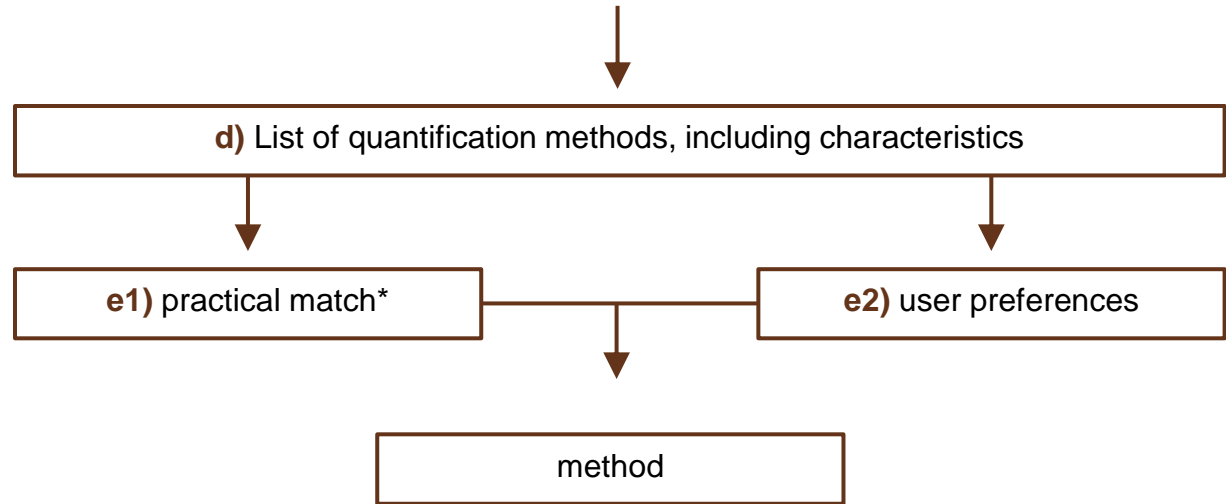 d) List of quantification methods, including characteristics
e1) practical match*
e2) user preferences
method